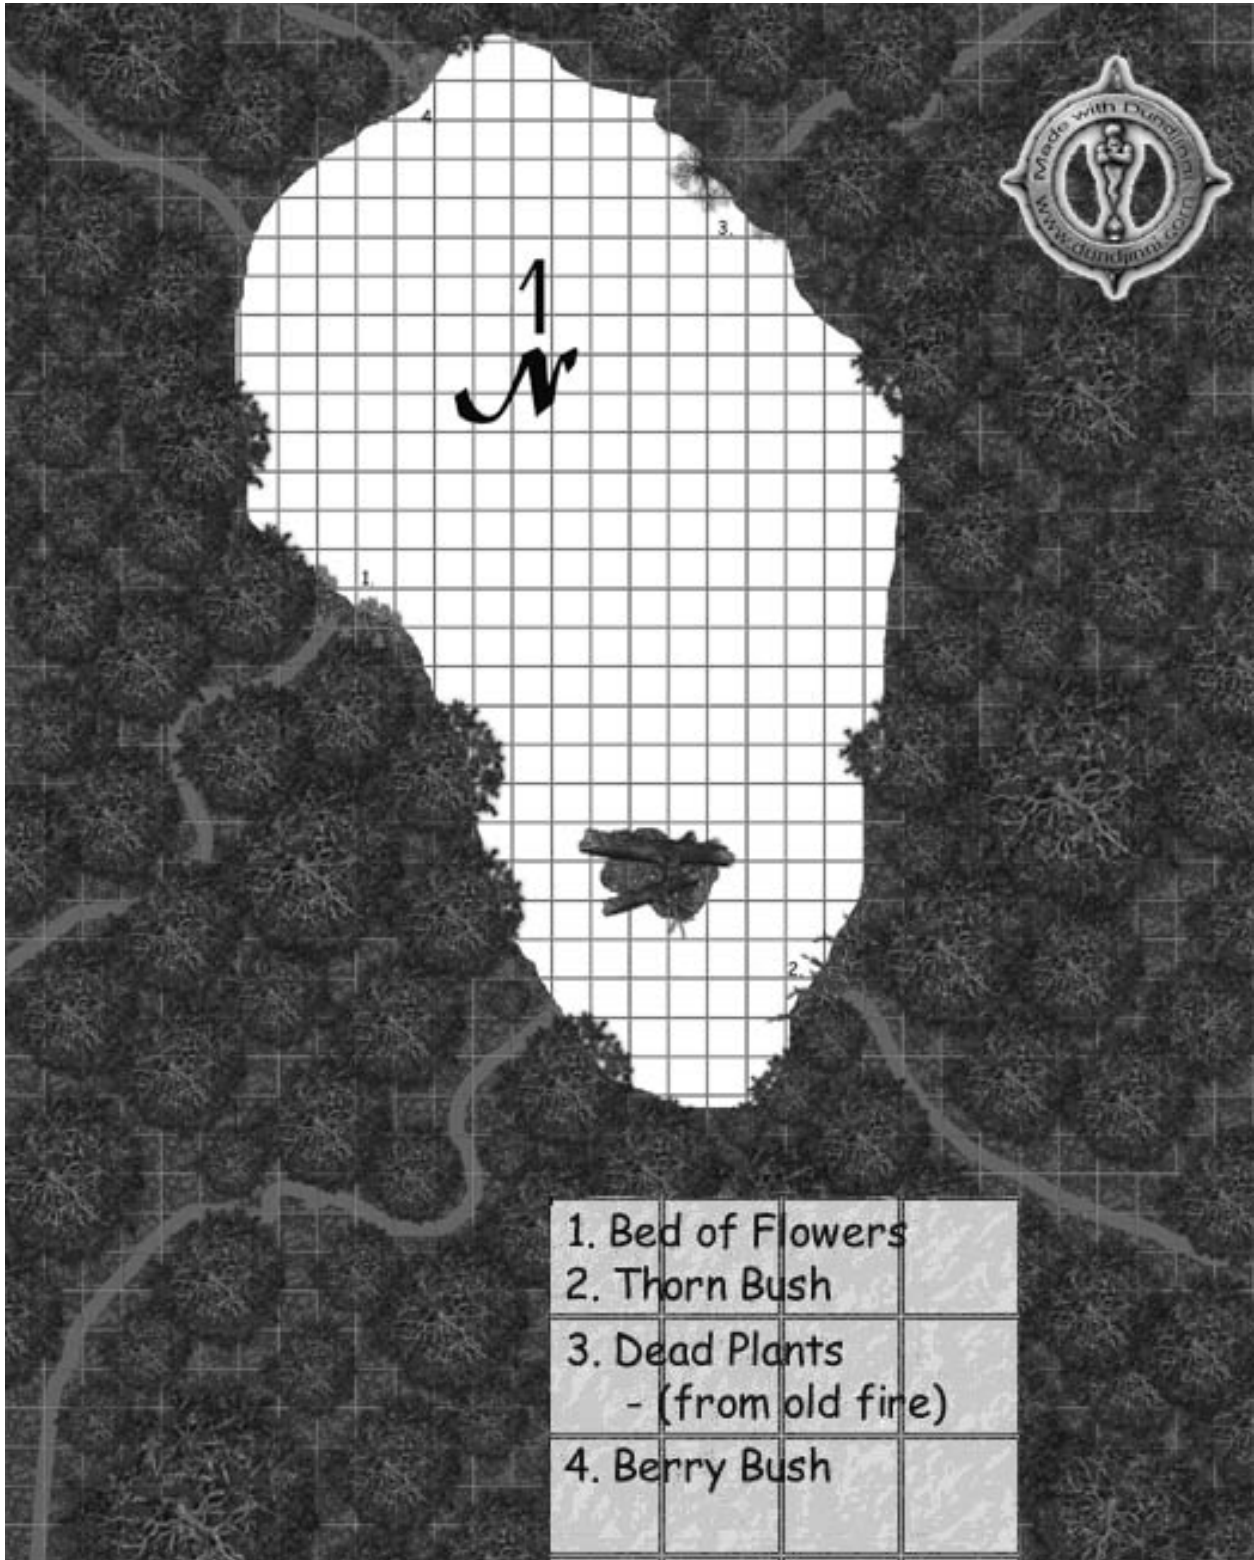 Made with Dundjinni
www.dundjinni.com
4
3.
1
N
1.
2.
1. Bed of Flowers
2. Thorn Bush
3. Dead Plants
- (from old fire)
4. Berry Bush